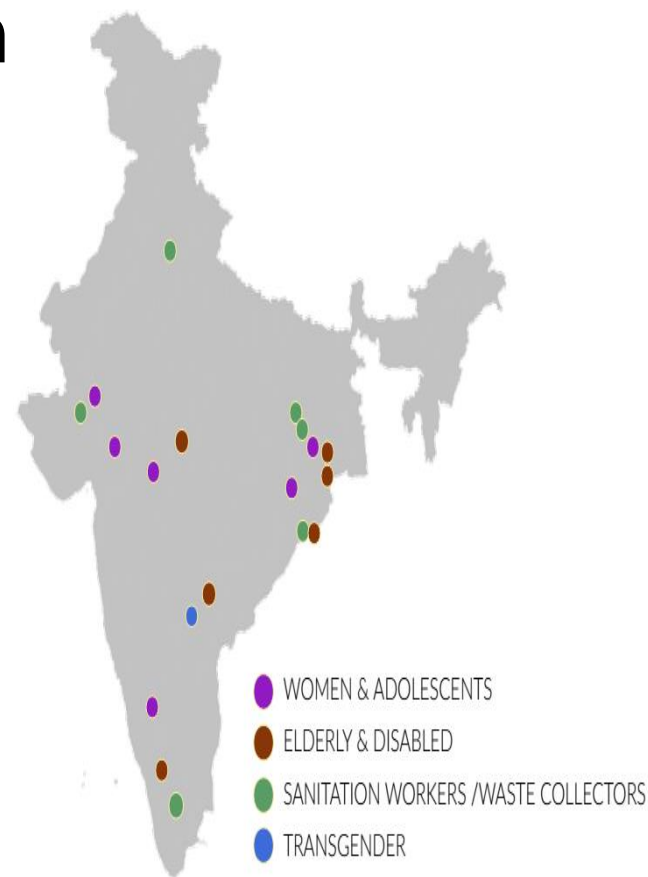 n
WOMEN & ADOLESCENTS
ELDERLY & DISABLED
SANITATION WORKERS /WASTE COLLECTORS
TRANSGENDER